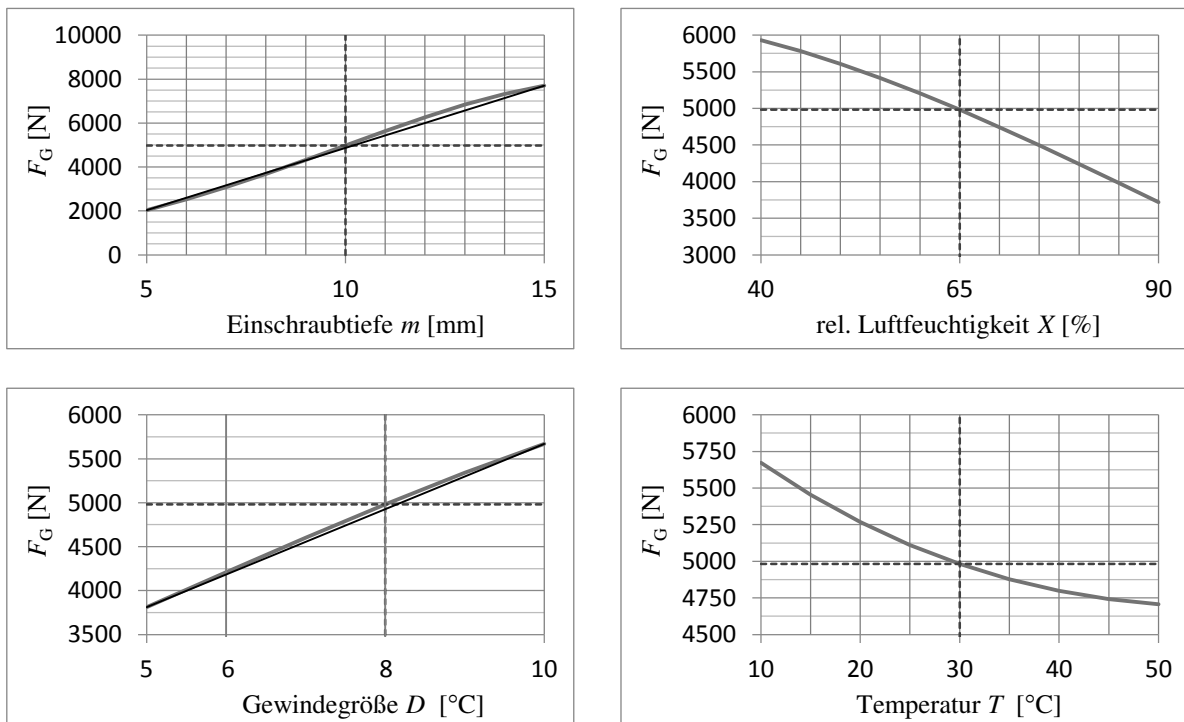 10000
8000
6000
4000
2000
0
F_G [N]
5 10 15
Einschraubtiefe m [mm]
6000
5500
5000
4500
4000
3500
3000
F_G [N]
40 65 90
rel. Luftfeuchtigkeit X [%]
6000
5500
5000
4500
4000
3500
F_G [N]
5 6 8 10
Gewindegröße D [°C]
6000
5750
5500
5250
5000
4750
4500
F_G [N]
10 20 30 40 50
Temperatur T [°C]